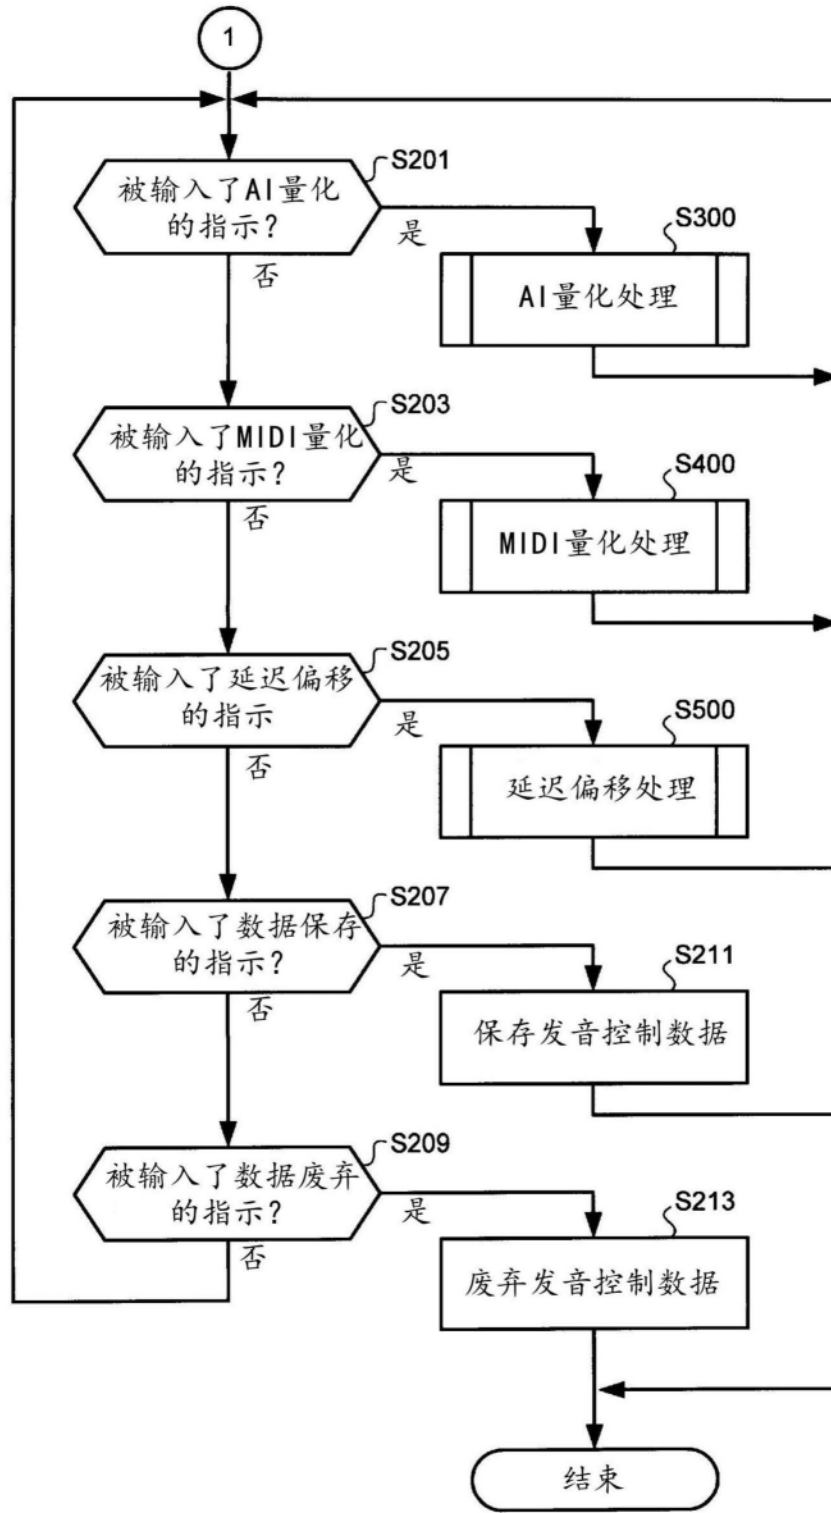 1
S201
被输入了AI量化
的指示?
是
否
S300
AI量化处理
S203
被输入了MIDI量化
的指示?
是
否
S400
MIDI量化处理
S205
被输入了延迟偏移
的指示
是
否
S500
延迟偏移处理
S207
被输入了数据保存
的指示?
是
否
S211
保存发音控制数据
S209
被输入了数据废弃
的指示?
是
否
S213
废弃发音控制数据
结束